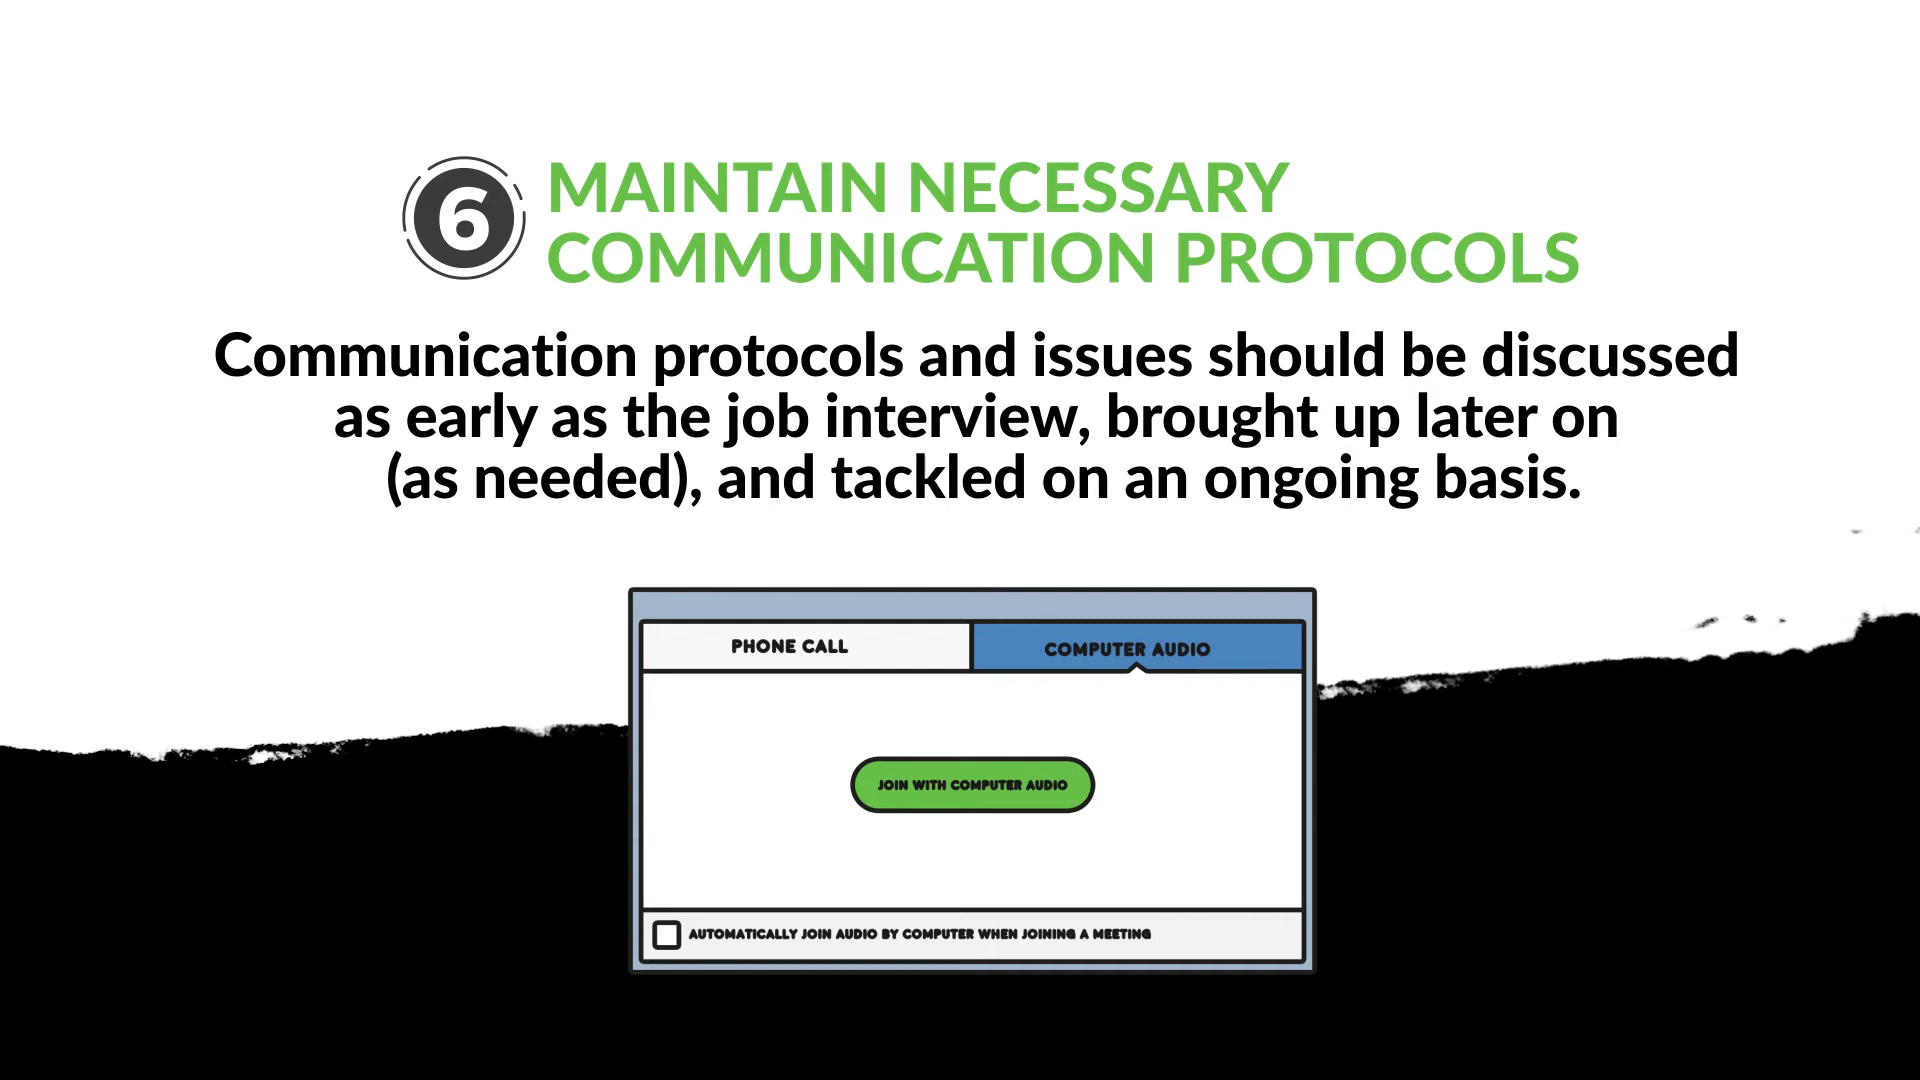 6
MAINTAIN NECESSARY
COMMUNICATION PROTOCOLS
Communication protocols and issues should be discussed
as early as the job interview, brought up later on
(as needed), and tackled on an ongoing basis.
PHONE CALL
COMPUTER AUDIO
JOIN WITH COMPUTER AUDIO
AUTOMATICALLY JOIN AUDIO BY COMPUTER WHEN JOINING A MEETING